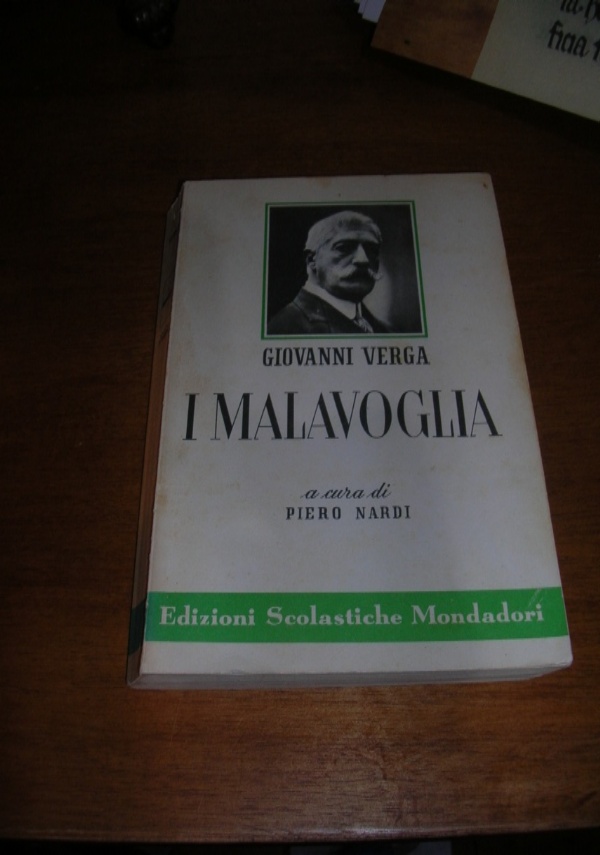 GIOVANNI VERGA
I MALAVOGLIA
a cura di
PIERO NARDI
Edizioni Scolastiche Mondadori